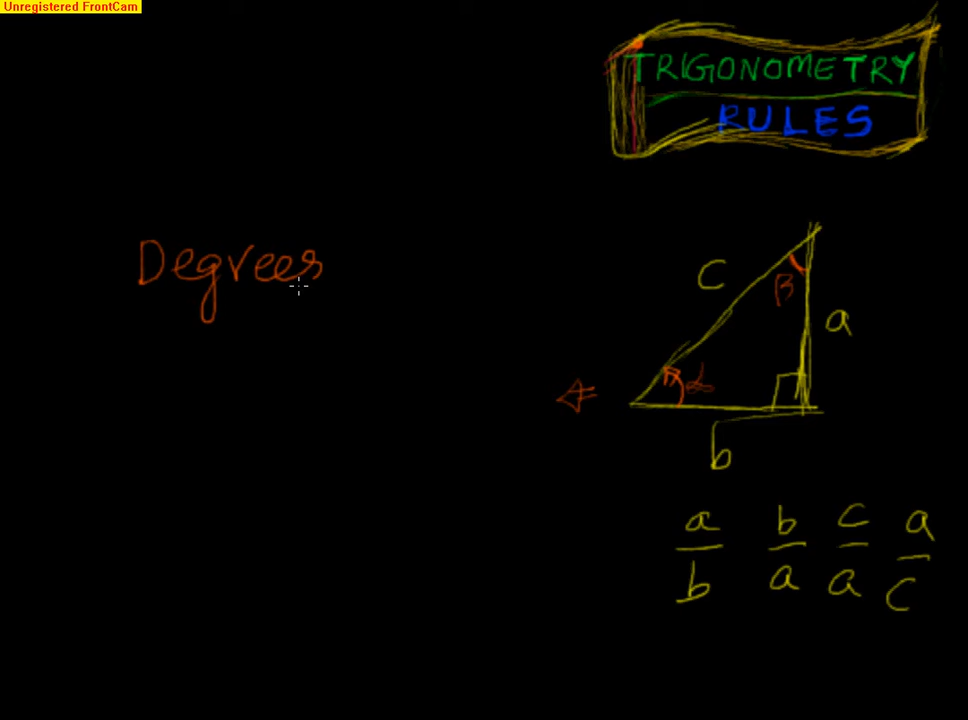 Unregistered FrontCam
TRIGONOMETRY
RULES
Degrees
c
β
a
α
b
a b c a
b a a c